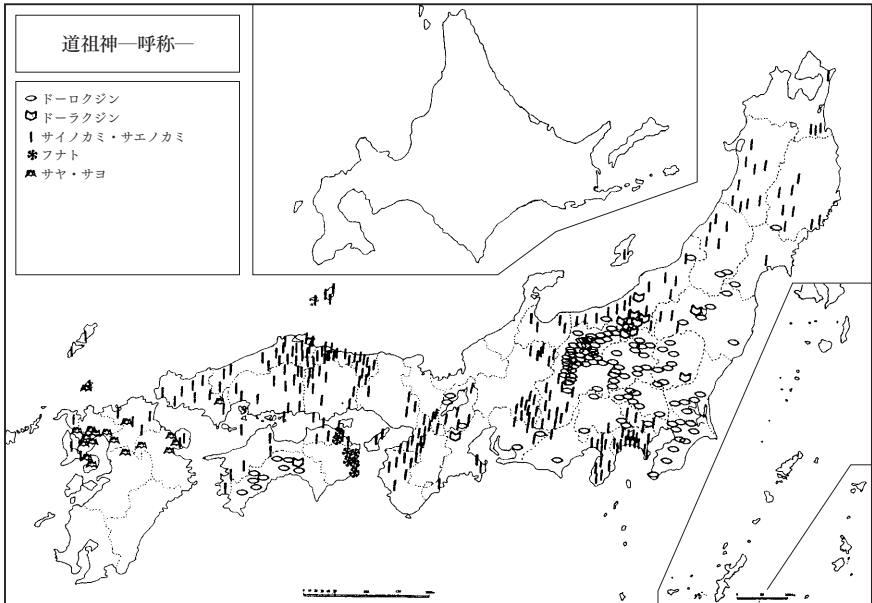 道祖神―呼称―
ドーロクジン
ドーラクジン
サイノカミ・サエノカミ
フナト
サヤ・サヨ